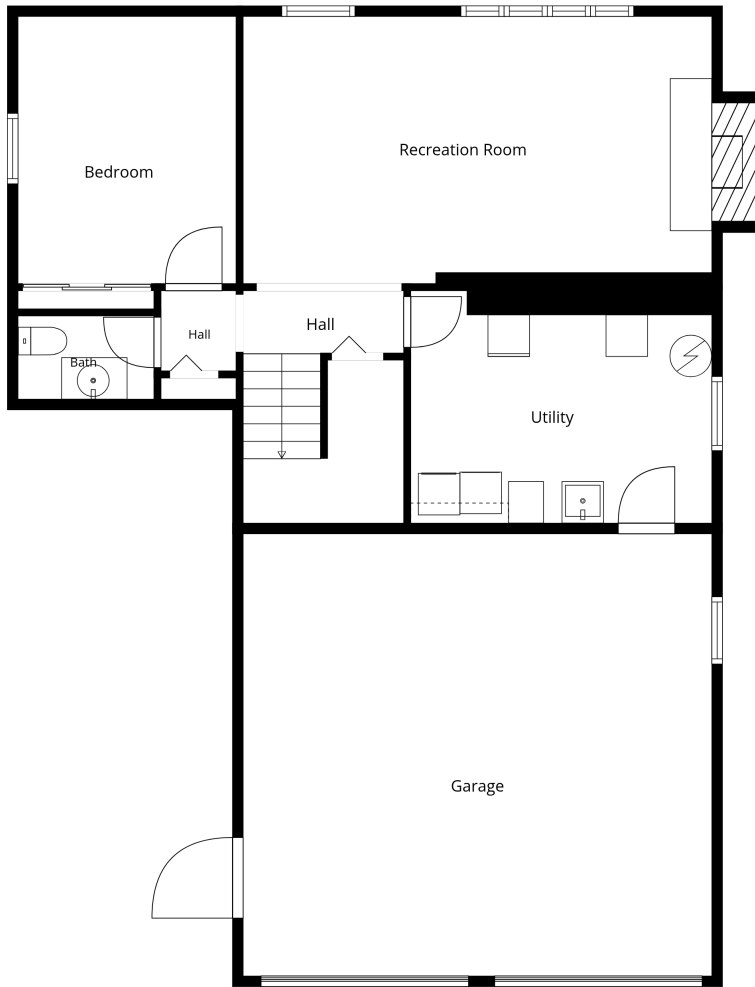 Recreation Room
Bedroom
Hall
Hall
Bath
Utility
Garage